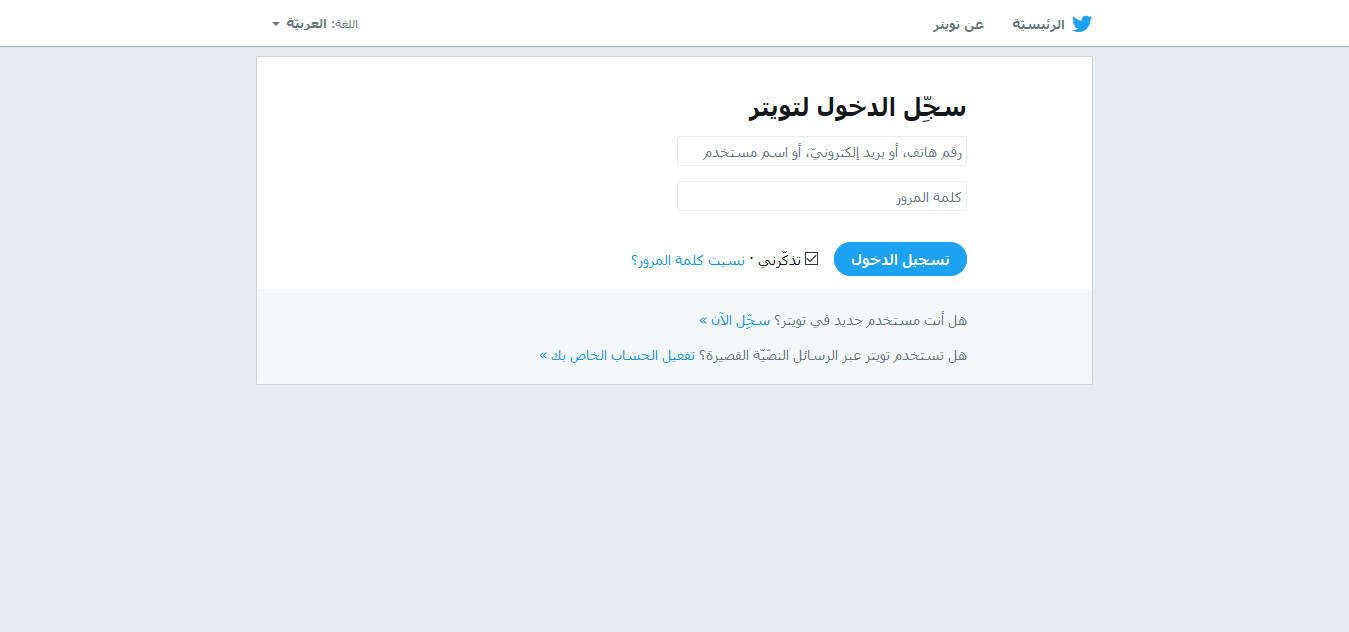 الرئيسيّة
عن تويتر
اللغة: العربيّة
سجِّل الدخول لتويتر
رقم هاتف، أو بريد إلكترونيّ، أو اسم مستخدم
كلمة المرور
تسجيل الدخول
تذكّرني · نسيت كلمة المرور؟
هل أنت مستخدم جديد في تويتر؟ سجِّل الآن »
هل تستخدم تويتر عبر الرسائل النصّيّة القصيرة؟ تفعيل الحساب الخاص بك »